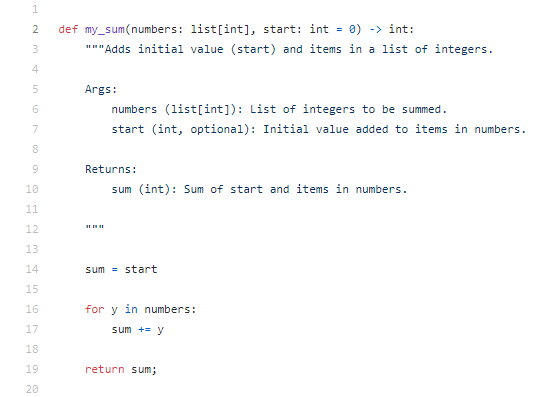 1
2 def my_sum(numbers: list[int], start: int = 0) -> int:
3 """Adds initial value (start) and items in a list of integers.
4
5 Args:
6 numbers (list[int]): List of integers to be summed.
7 start (int, optional): Initial value added to items in numbers.
8
9 Returns:
10 sum (int): Sum of start and items in numbers.
11
12 """
13
14 sum = start
15
16 for y in numbers:
17 sum += y
18
19 return sum;
20